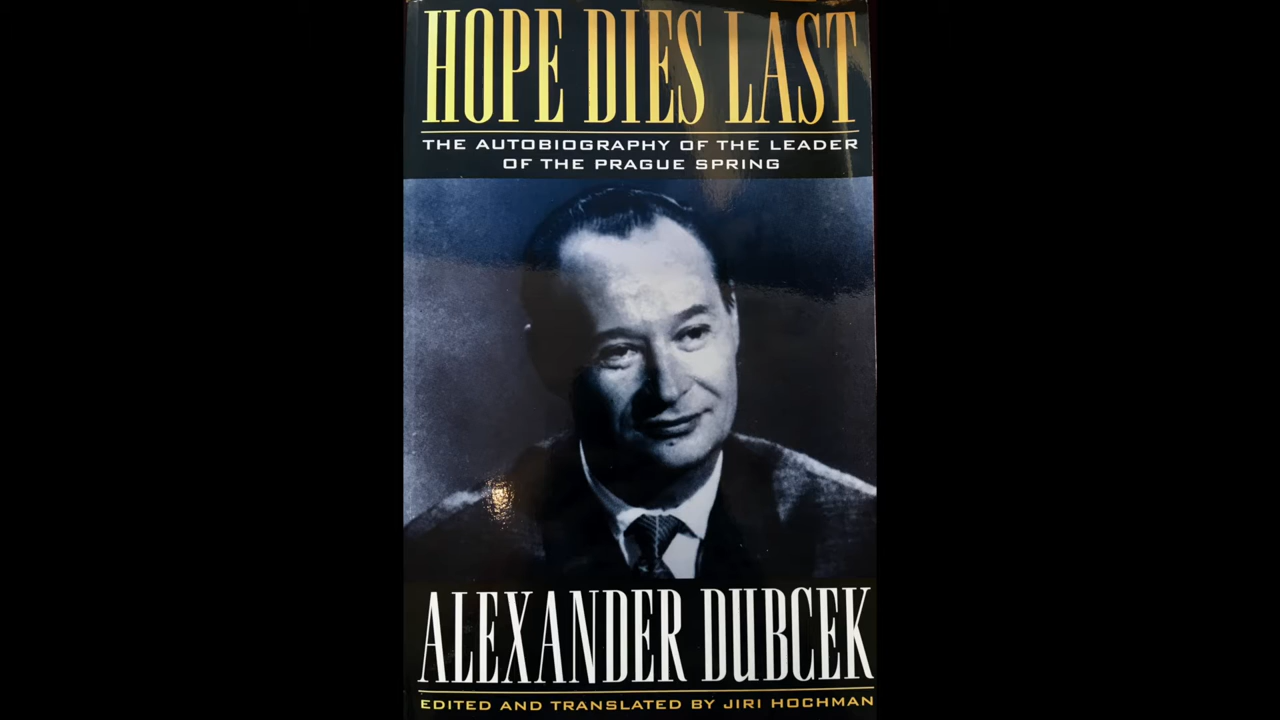 HOPE DIES LAST
THE AUTOBIOGRAPHY OF THE LEADER
OF THE PRAGUE SPRING
ALEXANDER DUBCEK
EDITED AND TRANSLATED BY JIRI HOCHMAN